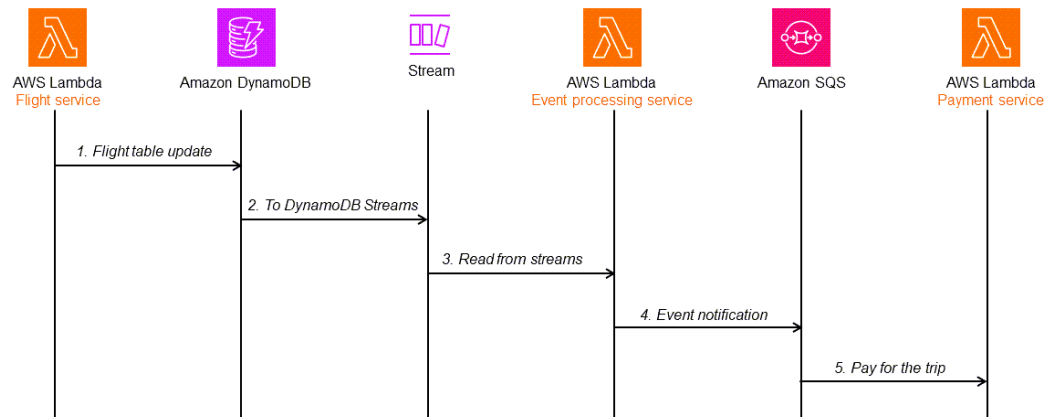 AWS Lambda
Flight service
Amazon DynamoDB
Stream
AWS Lambda
Event processing service
Amazon SQS
AWS Lambda
Payment service
1. Flight table update
2. To DynamoDB Streams
3. Read from streams
4. Event notification
5. Pay for the trip